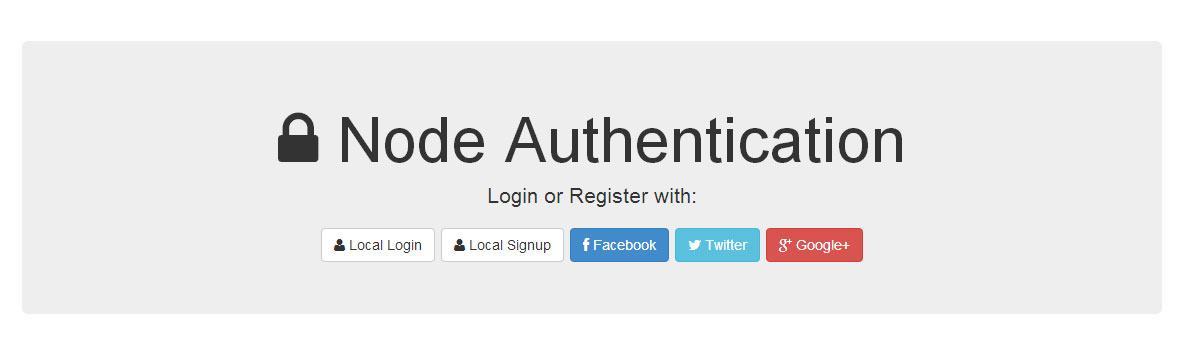 Node Authentication
Login or Register with:
Local Login Local Signup Facebook Twitter Google+